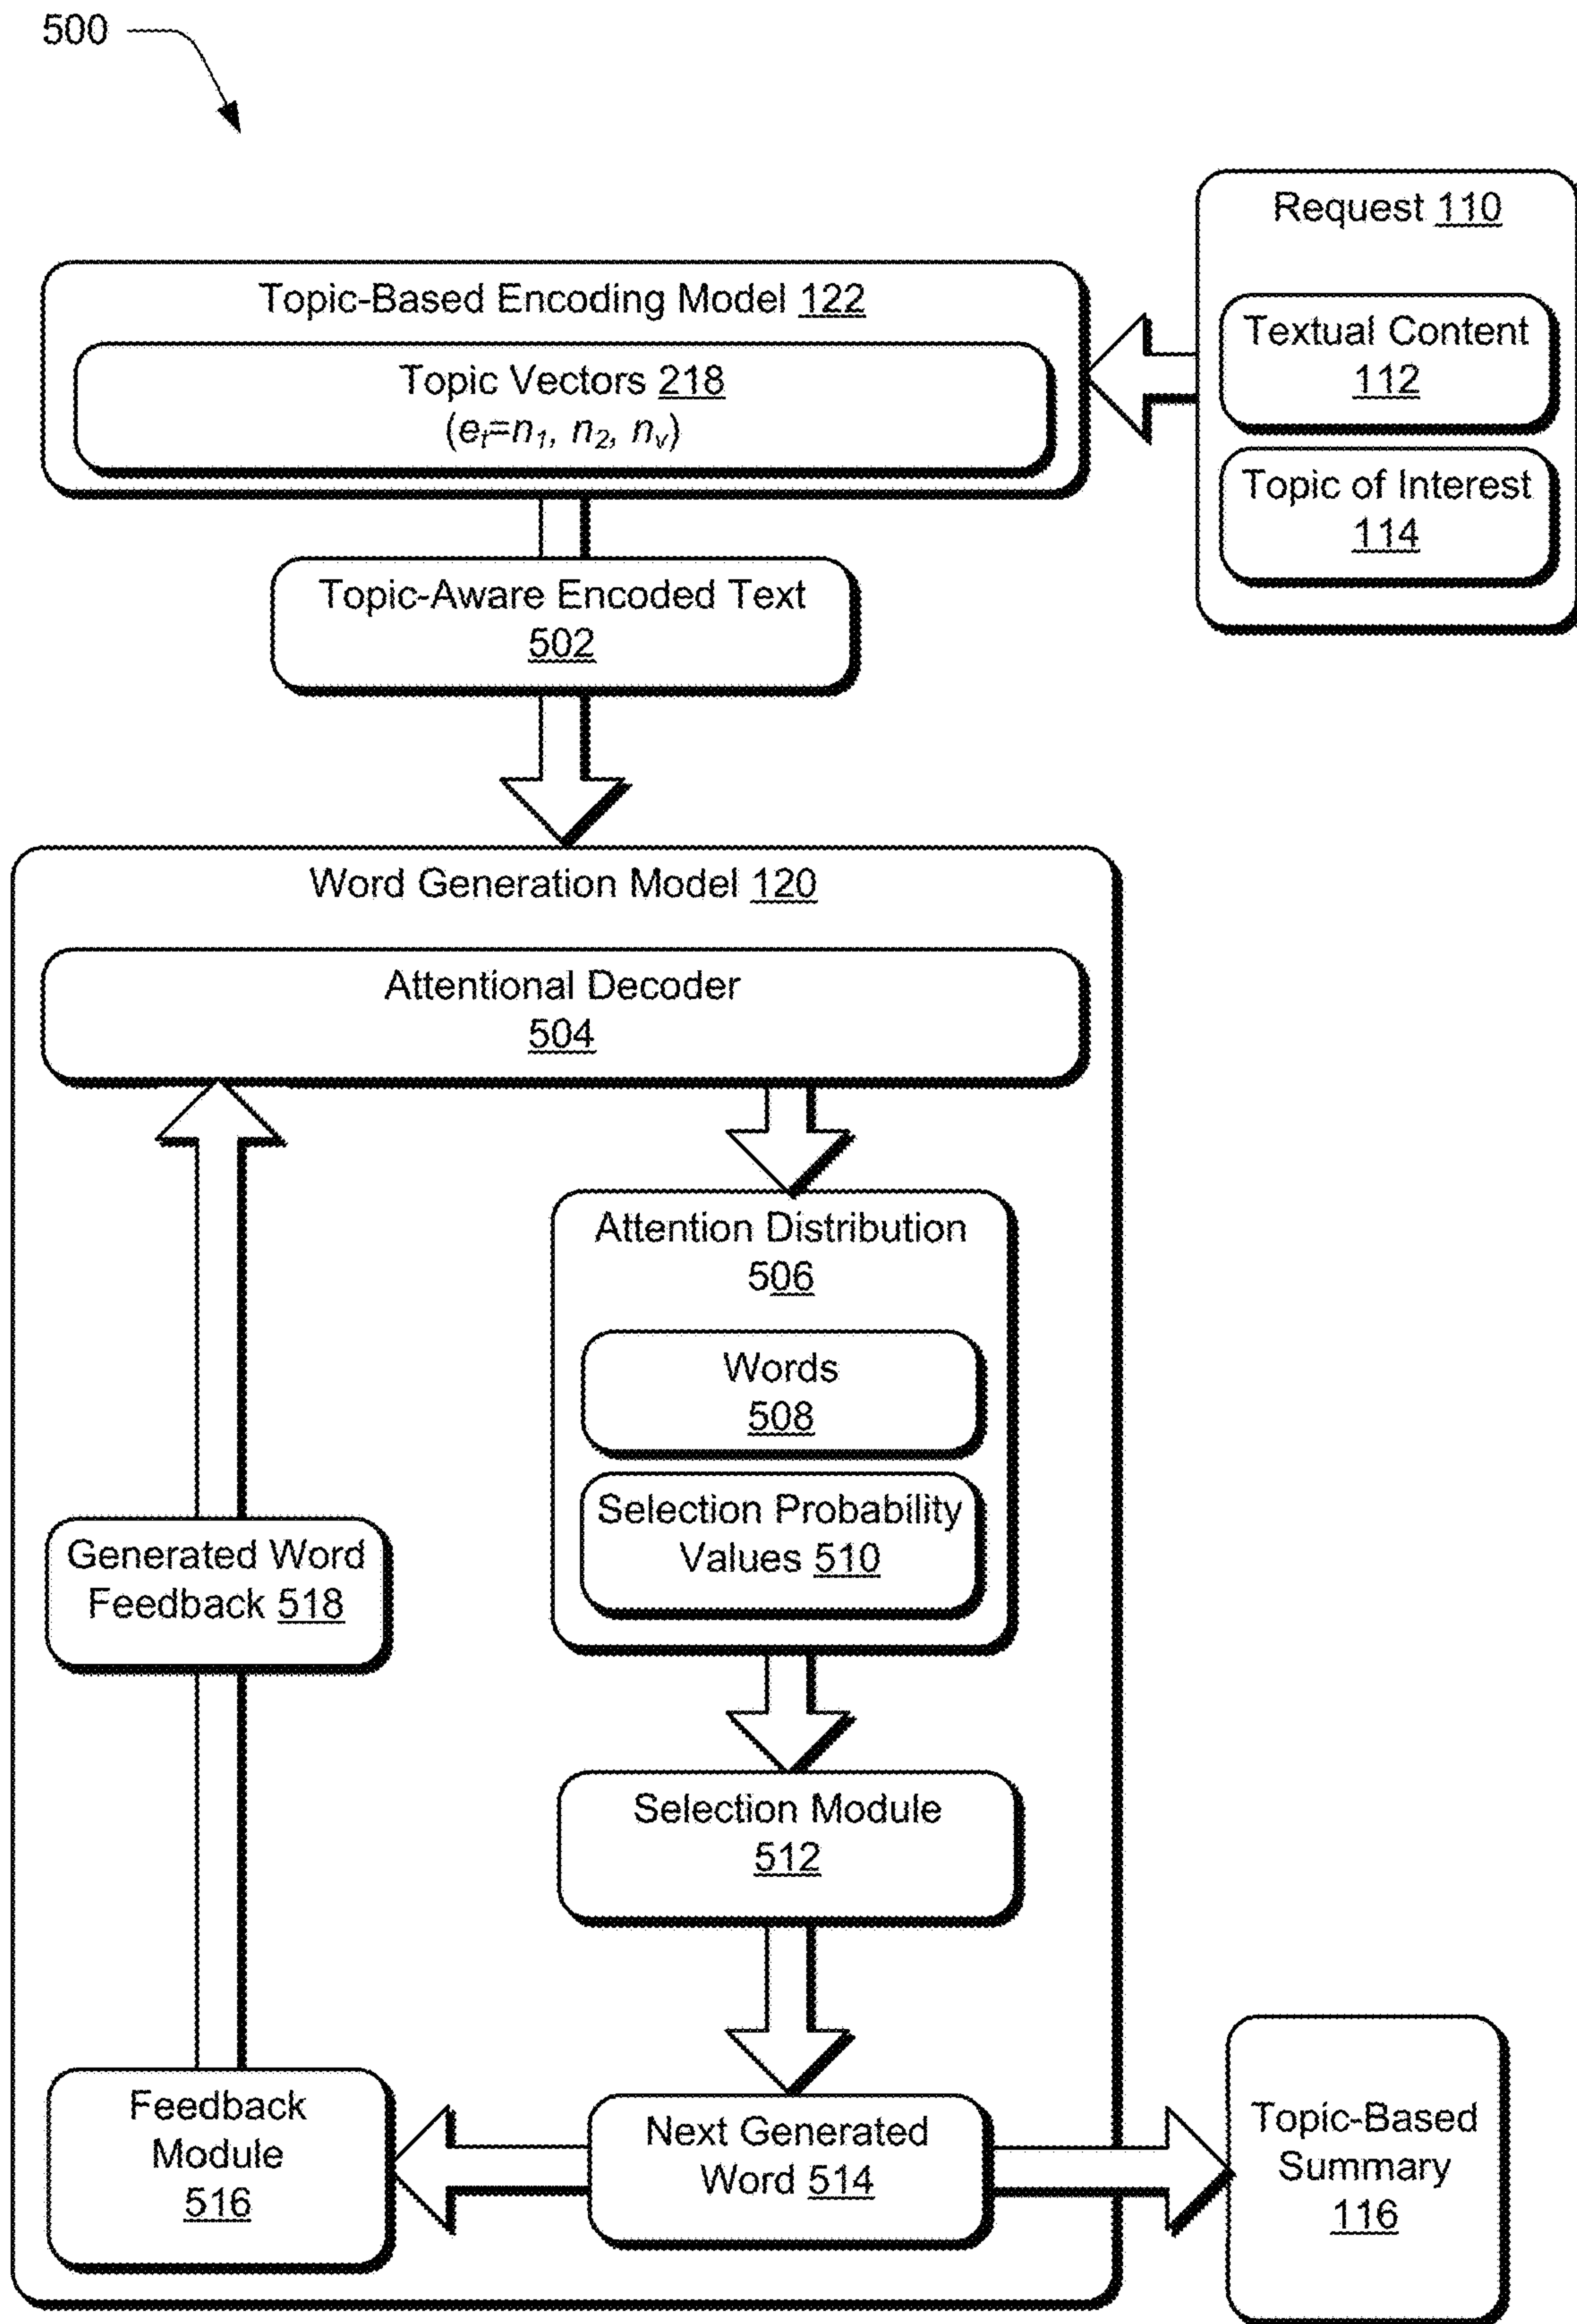 500
Request 110
Textual Content
112
Topic of Interest
114
Topic-Based Encoding Model 122
Topic Vectors 218
(et=n1, n2, nv)
Topic-Aware Encoded Text
502
Word Generation Model 120
Attentional Decoder
504
Attention Distribution
506
Words
508
Selection Probability
Values 510
Generated Word
Feedback 518
Selection Module
512
Feedback
Module
516
Next Generated
Word 514
Topic-Based
Summary
116